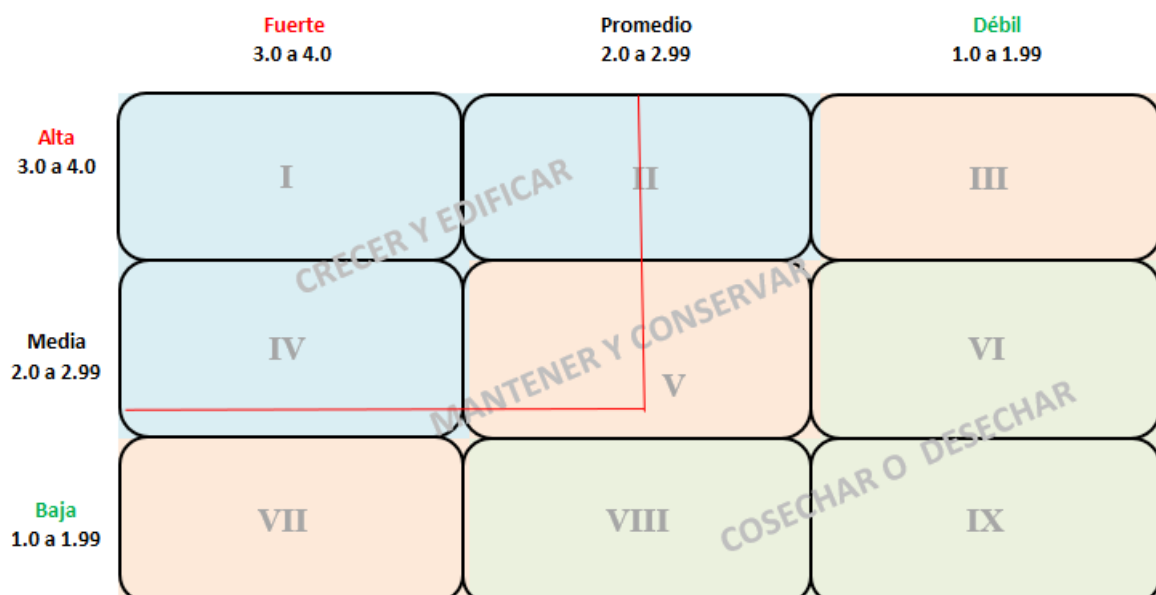 Fuerte
3.0 a 4.0
Promedio
2.0 a 2.99
Débil
1.0 a 1.99
Alta
3.0 a 4.0
I
II
III
CRECER Y EDIFICAR
Media
2.0 a 2.99
IV
V
VI
MANTENER Y CONSERVAR
Baja
1.0 a 1.99
VII
VIII
IX
COSECHAR O DESECHAR